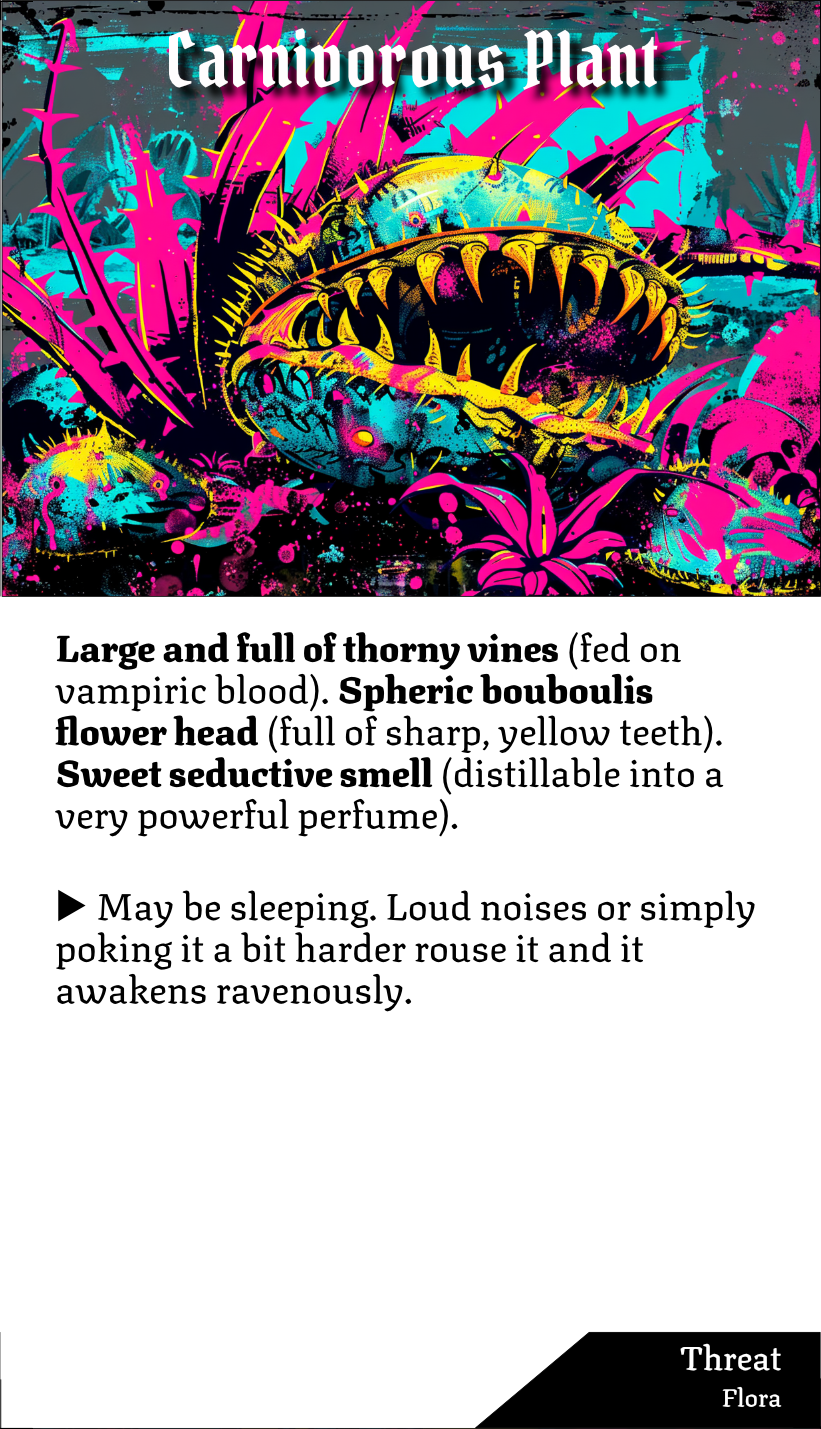 Carnivorous Plant
Large and full of thorny vines (fed on
vampiric blood). Spheric bouboulis
flower head (full of sharp, yellow teeth).
Sweet seductive smell (distillable into a
very powerful perfume).
▶ May be sleeping. Loud noises or simply
poking it a bit harder rouse it and it
awakens ravenously.
Threat
Flora